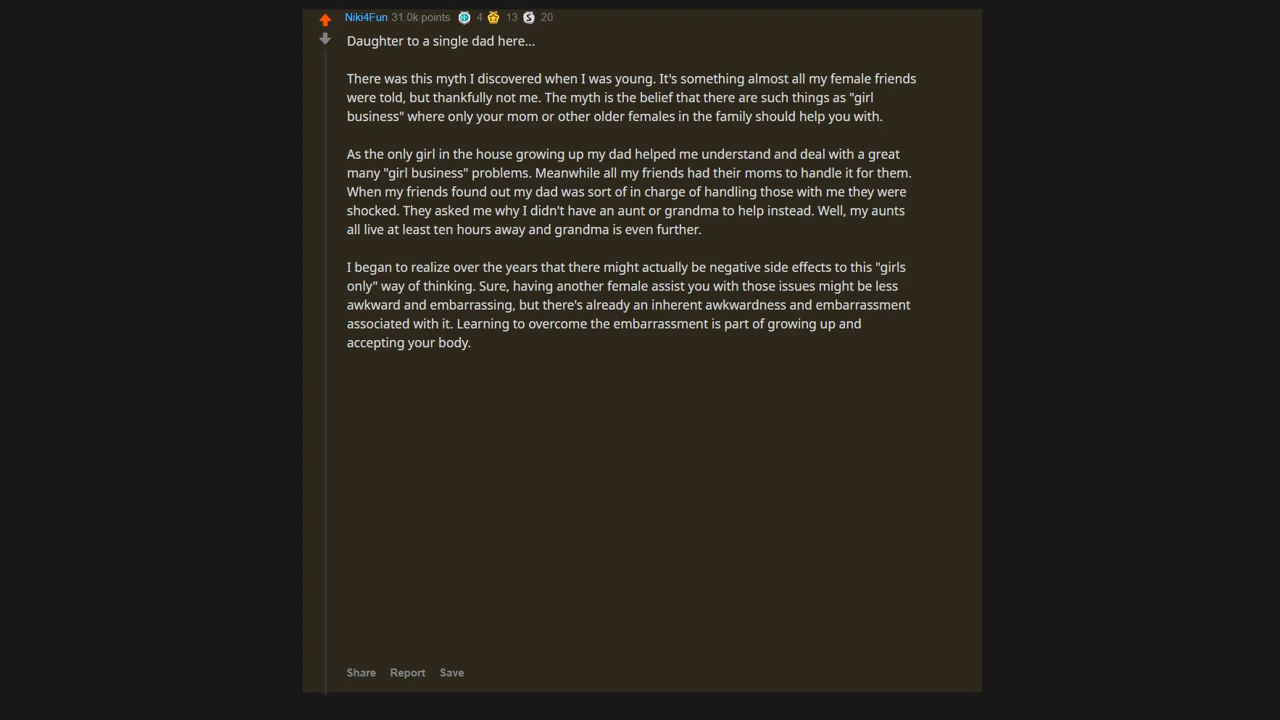 Niki4Fun 31.0k points 4 13 S 20
Daughter to a single dad here...
There was this myth I discovered when I was young. It's something almost all my female friends
were told, but thankfully not me. The myth is the belief that there are such things as "girl
business" where only your mom or other older females in the family should help you with.
As the only girl in the house growing up my dad helped me understand and deal with a great
many "girl business" problems. Meanwhile all my friends had their moms to handle it for them.
When my friends found out my dad was sort of in charge of handling those with me they were
shocked. They asked me why I didn't have an aunt or grandma to help instead. Well, my aunts
all live at least ten hours away and grandma is even further.
I began to realize over the years that there might actually be negative side effects to this "girls
only" way of thinking. Sure, having another female assist you with those issues might be less
awkward and embarrassing, but there's already an inherent awkwardness and embarrassment
associated with it. Learning to overcome the embarrassment is part of growing up and
accepting your body.
Share Report Save